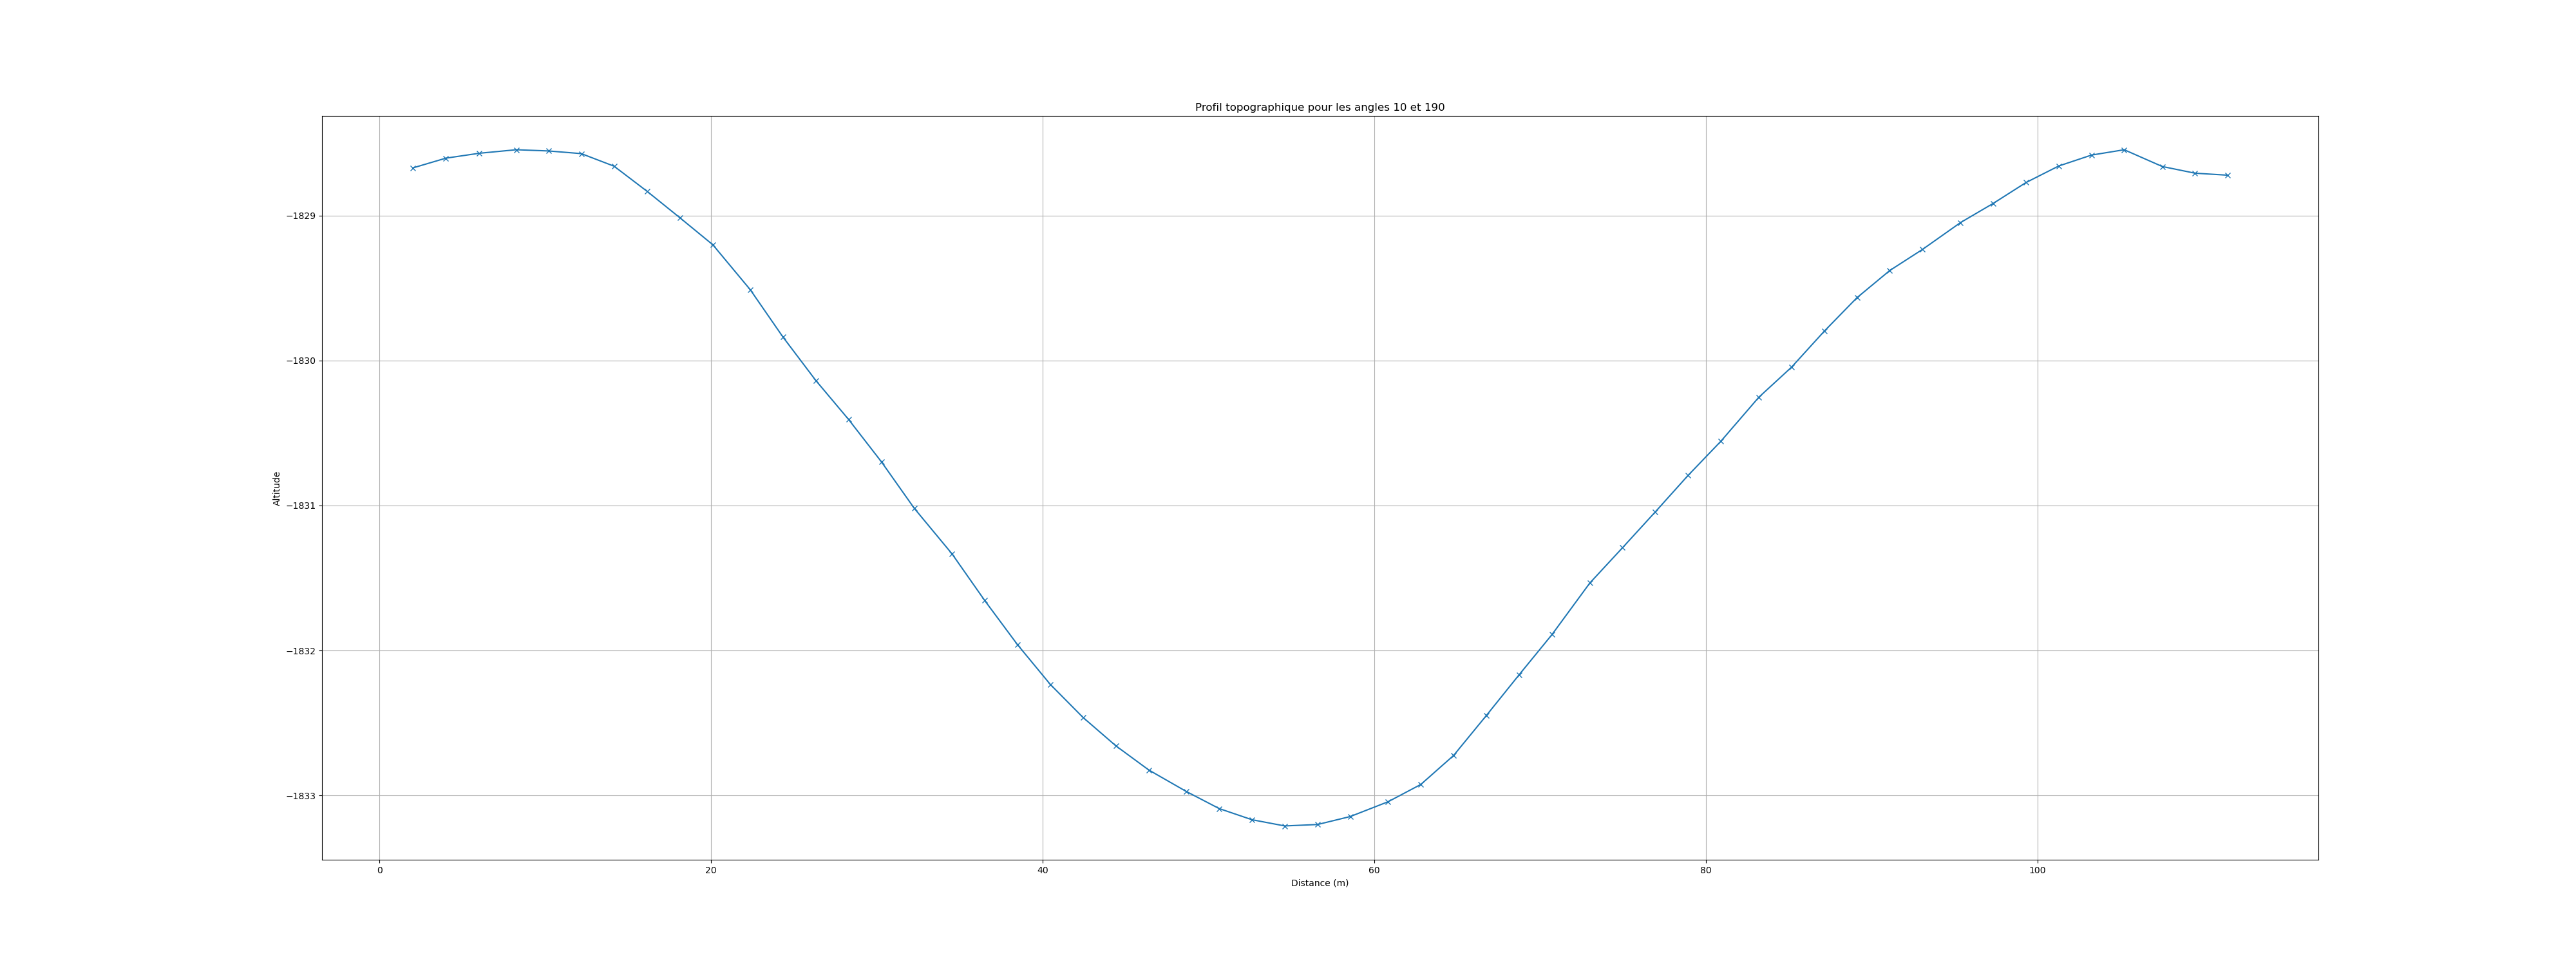 Profil topographique pour les angles 10 et 190
Altitude
−1829
−1830
−1831
−1832
−1833
0 20 40 60 80 100
Distance (m)